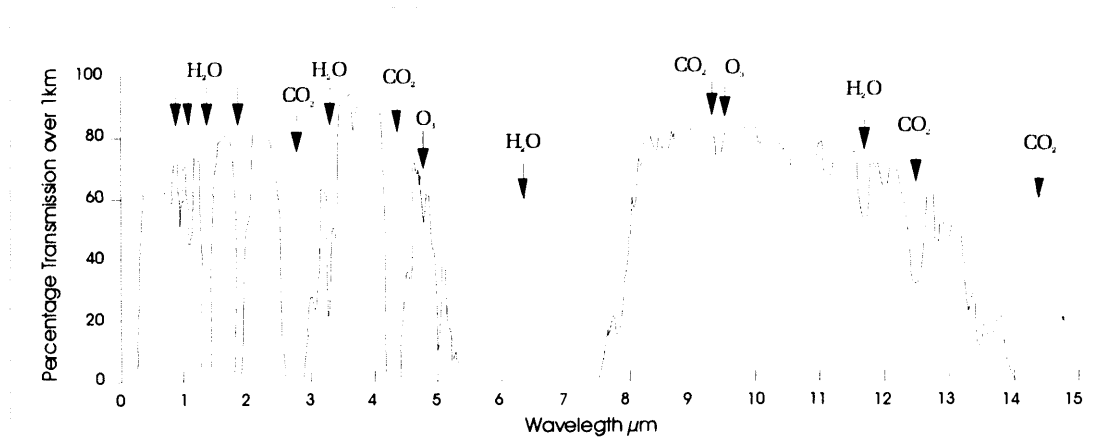 H₂O
CO₂
H₂O
CO₂
O₃
H₂O
CO₂ O₃
H₂O
CO₂
CO₂
Percentage Transmission over 1km
100
80
60
40
20
0
0 1 2 3 4 5 6 7 8 9 10 11 12 13 14 15
Wavelegth µm